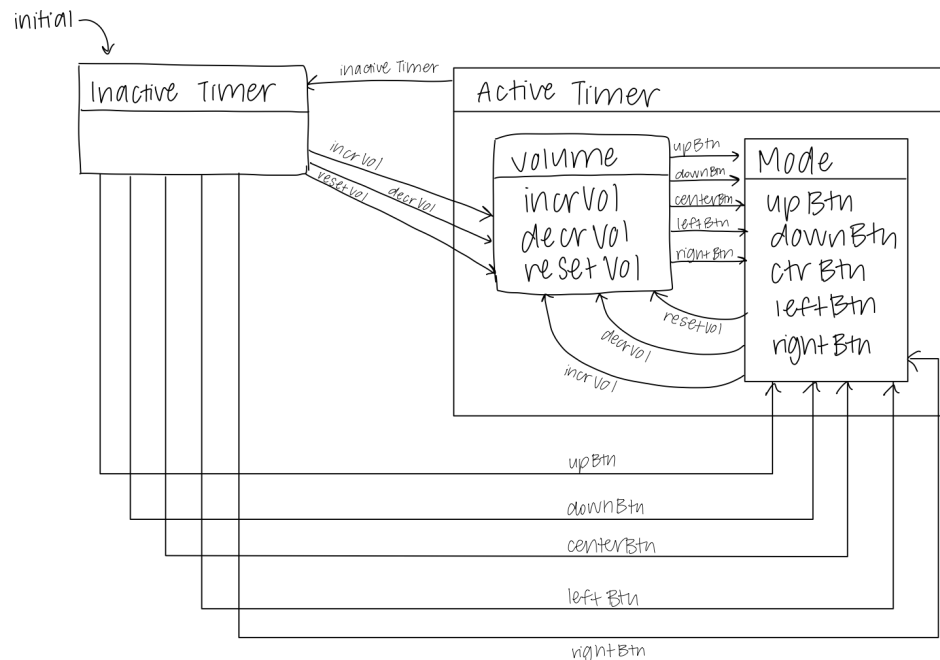 initial
Inactive Timer
inactive Timer
Active Timer
incrVol
decrVol
resetVol
Volume
incrVol
decrVol
resetVol
upBtn
downBtn
centerBtn
leftBtn
rightBtn
Mode
upBtn
downBtn
ctrBtn
leftBtn
rightBtn
resetVol
decrVol
incrVol
upBtn
downBtn
centerBtn
leftBtn
rightBtn